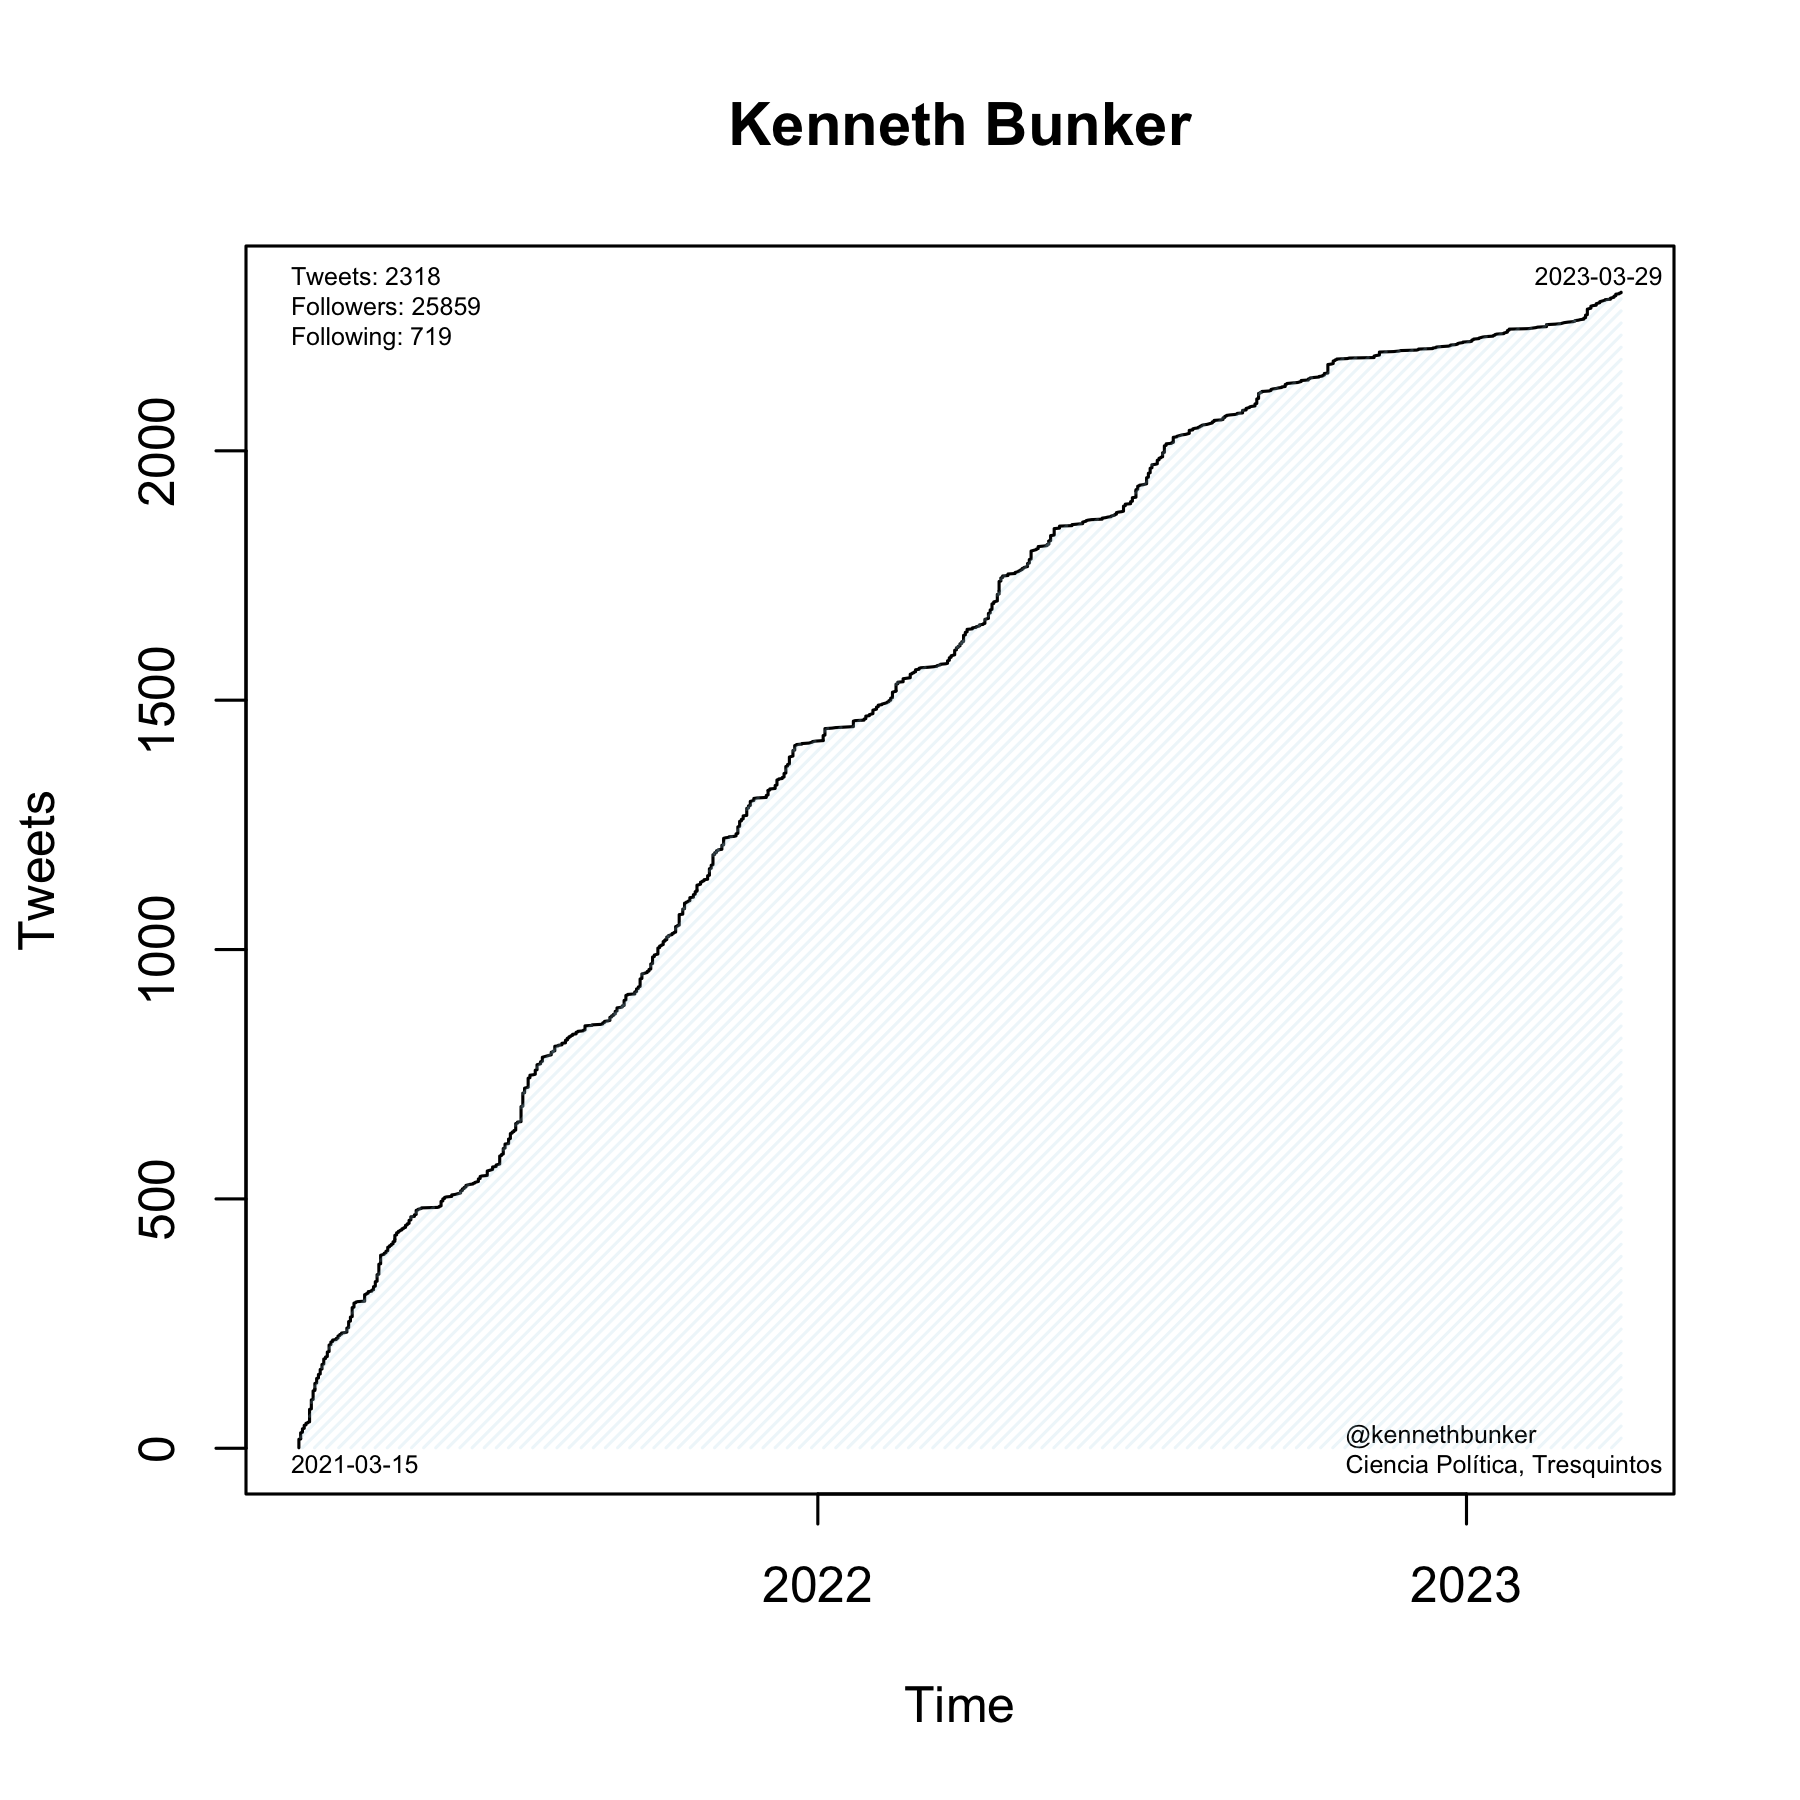 Kenneth Bunker
Tweets: 2318
Followers: 25859
Following: 719
2023-03-29
2000
1500
1000
500
0
Tweets
2021-03-15
@kennethbunker
Ciencia Política, Tresquintos
2022
2023
Time